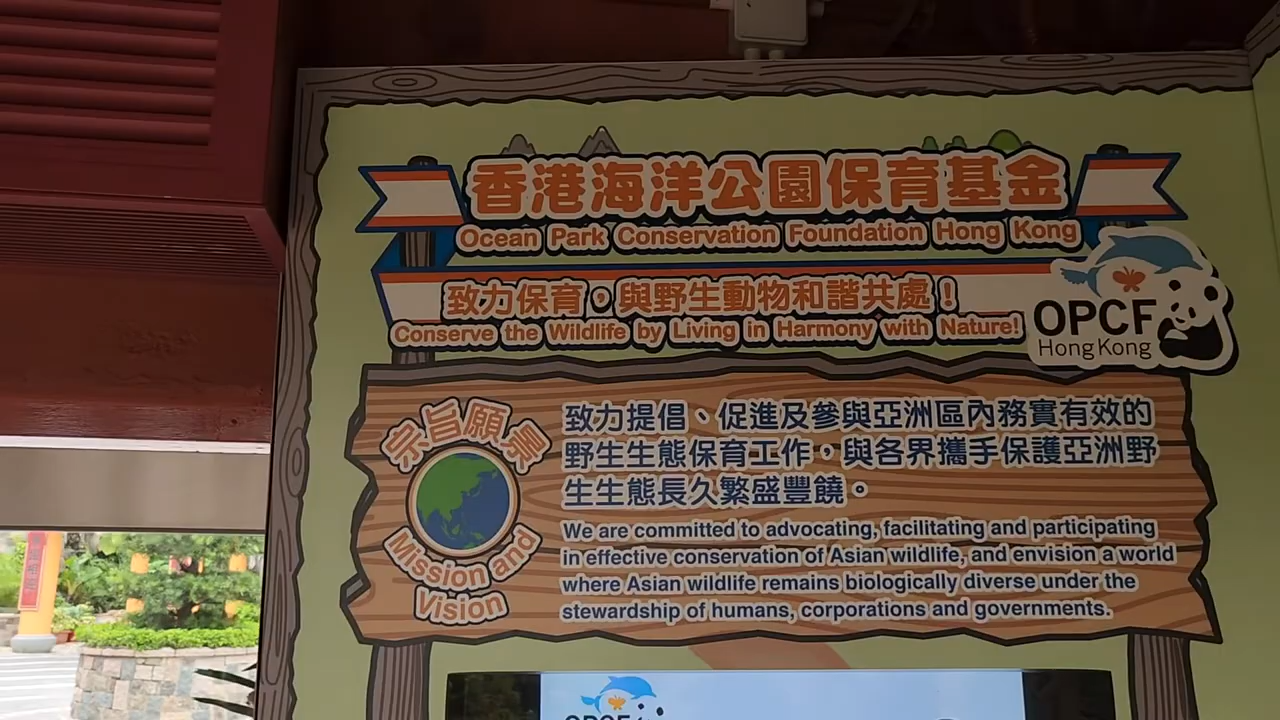 香港海洋公園保育基金
Ocean Park Conservation Foundation Hong Kong
致力保育，與野生動物和諧共處！
Conserve the Wildlife by Living in Harmony with Nature!
OPCF
Hong Kong
宗旨願景
Mission and
Vision
致力提倡、促進及參與亞洲區內務實有效的
野生生態保育工作，與各界攜手保護亞洲野
生生態長久繁盛豐饒。
We are committed to advocating, facilitating and participating
in effective conservation of Asian wildlife, and envision a world
where Asian wildlife remains biologically diverse under the
stewardship of humans, corporations and governments.
OPCF